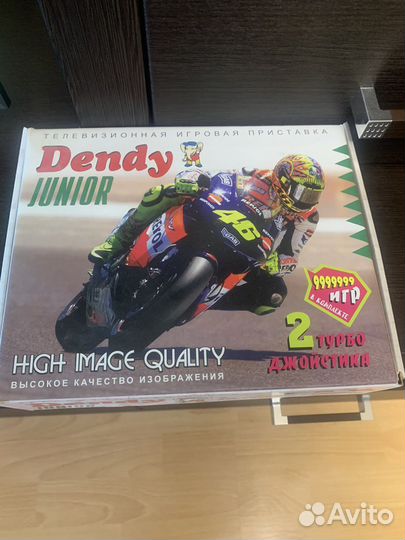 ТЕЛЕВИЗИОННАЯ ИГРОВАЯ ПРИСТАВКА
Dendy
JUNIOR
46
REPSOL
9999999
ИГР
В КОМПЛЕКТЕ
2 ТУРБО
ДЖОЙСТИКА
HIGH IMAGE QUALITY
ВЫСОКОЕ КАЧЕСТВО ИЗОБРАЖЕНИЯ
Avito